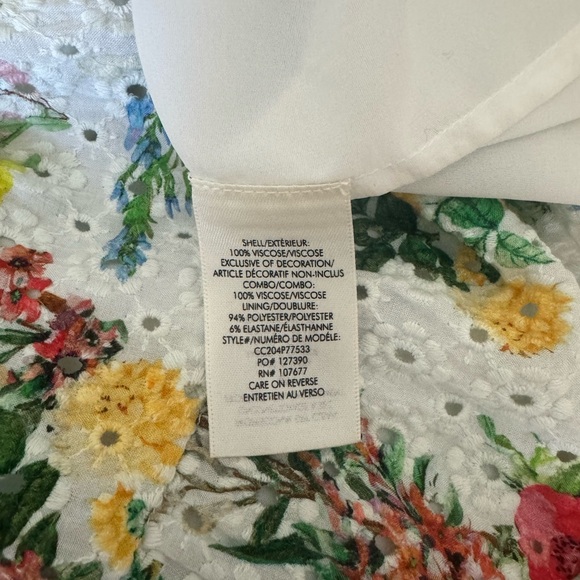 SHELL/EXTÉRIEUR:
100% VISCOSE/VISCOSE
EXCLUSIVE OF DECORATION/
ARTICLE DÉCORATIF NON-INCLUS
COMBO/COMBO:
100% VISCOSE/VISCOSE
LINING/DOUBLURE:
94% POLYESTER/POLYESTER
6% ELASTANE/ÉLASTHANNE
STYLE#/NUMÉRO DE MODÈLE:
CC204P77533
PO# 127390
RN# 107677
CARE ON REVERSE
ENTRETIEN AU VERSO